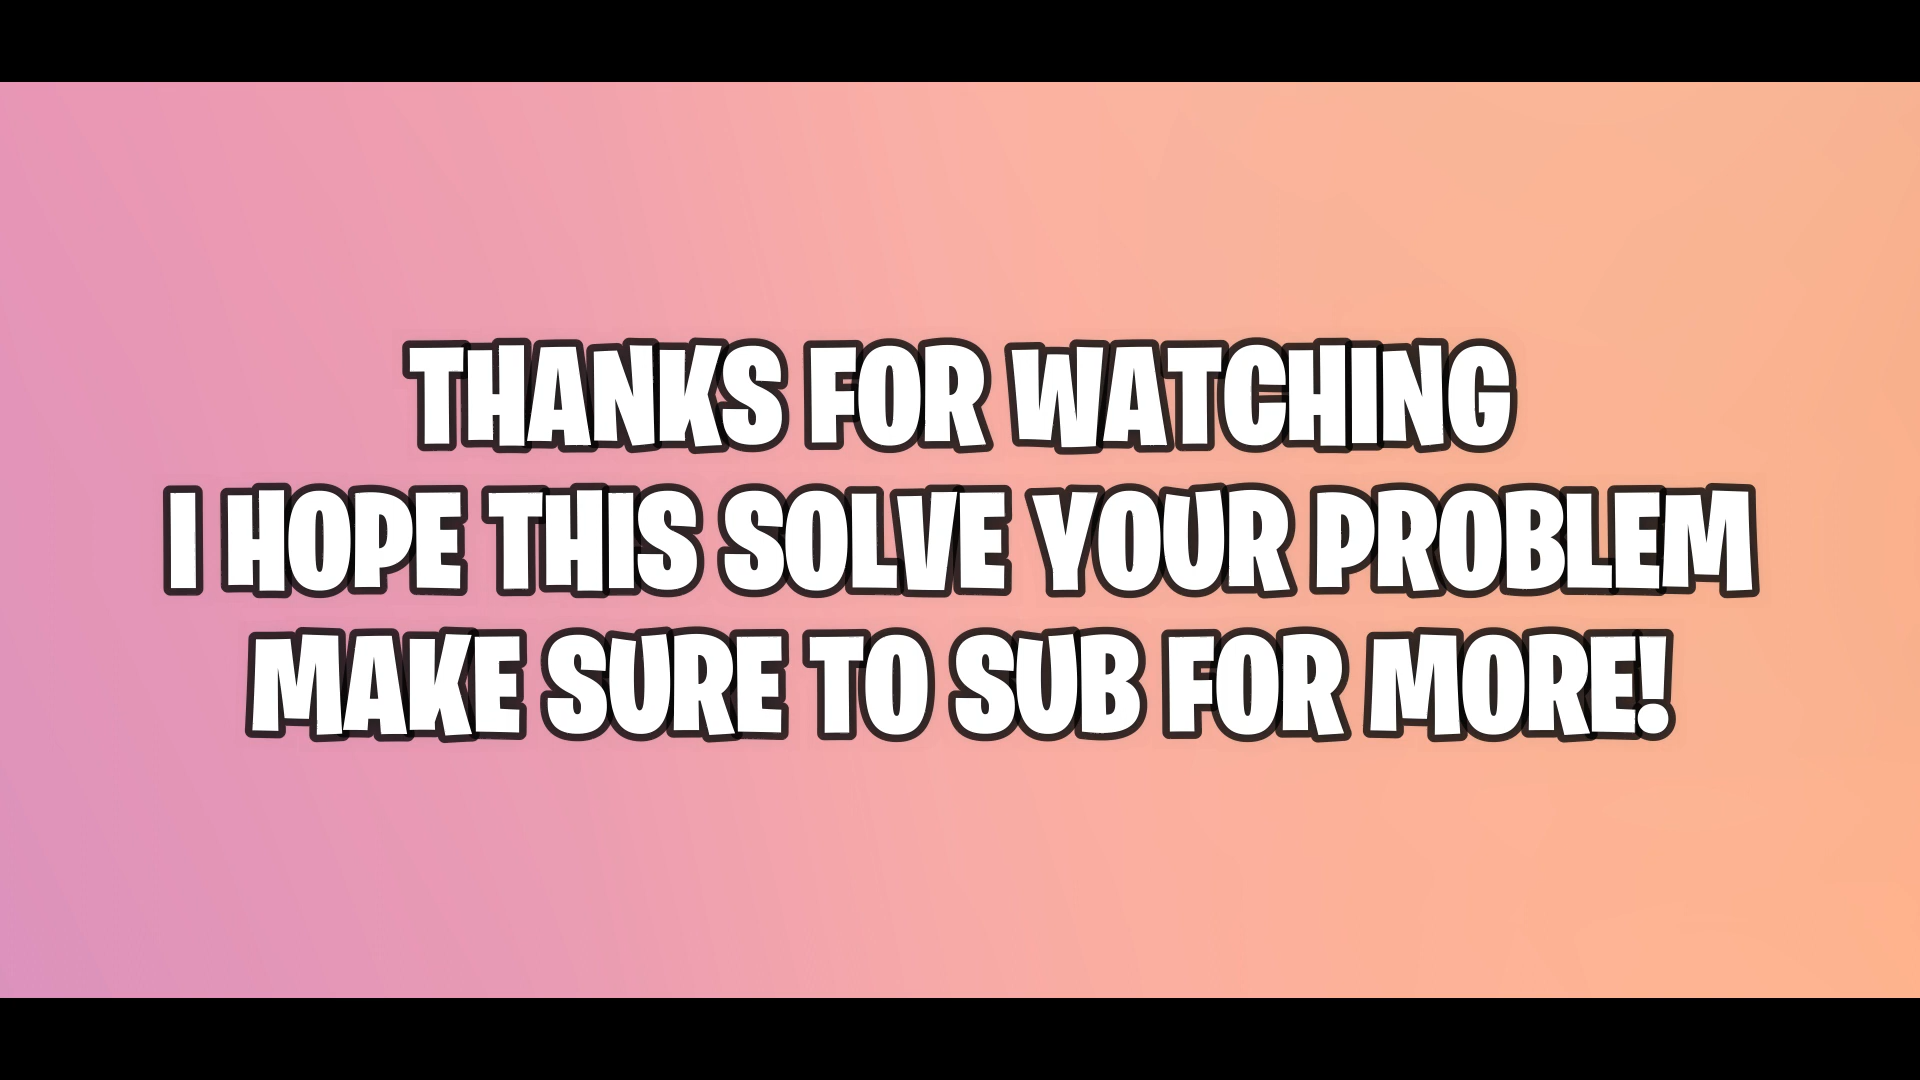 THANKS FOR WATCHING
I HOPE THIS SOLVE YOUR PROBLEM
MAKE SURE TO SUB FOR MORE!